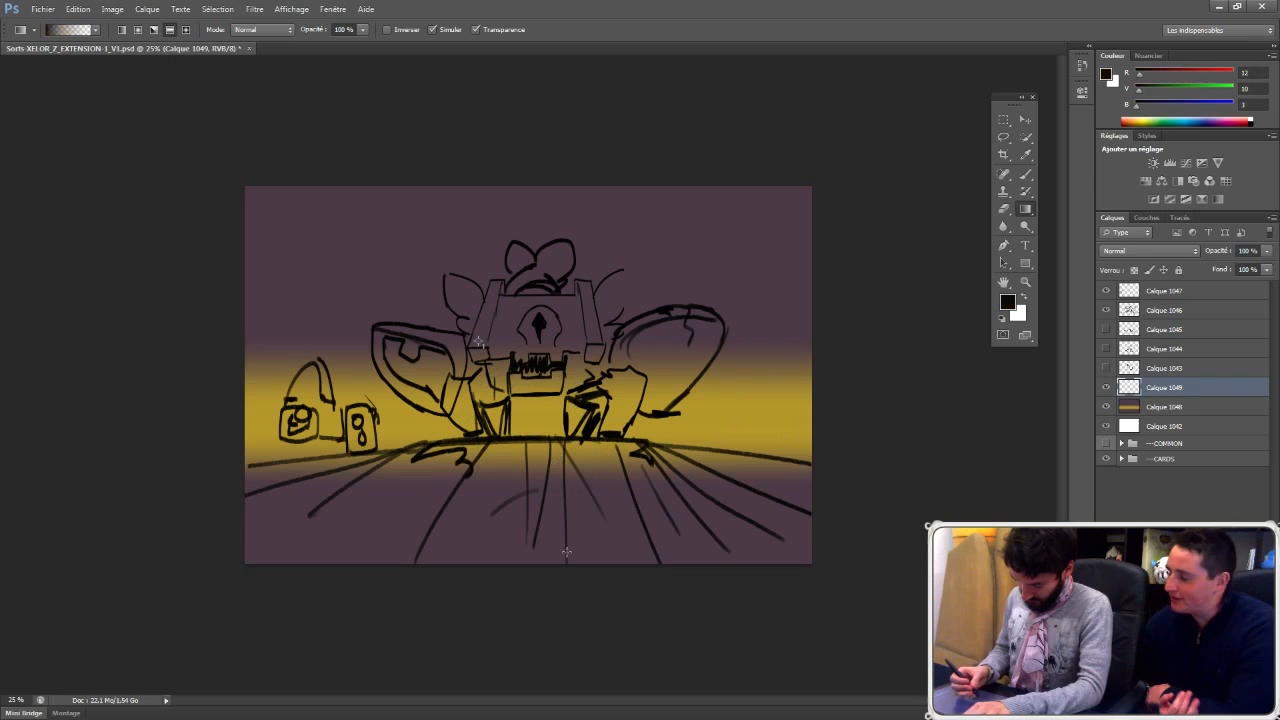 Ps Fichier Edition Image Calque Texte Sélection Filtre Affichage Fenêtre Aide
Mode: Normal Opacité: 100 % Inverser Simuler Transparence Les indispensables
Sorts-XELOR_Z_EXTENSION-1_V1.psd @ 25% (Calque 1049, RVB/8) * ×
Couleur Nuancier
R 12
V 10
B 3
Réglages Styles
Ajouter un réglage
Calques Couches Tracés
Type
Normal Opacité: 100 %
Verrou: Fond: 100 %
Calque 1047
Calque 1046
Calque 1045
Calque 1044
Calque 1043
Calque 1049
Calque 1048
Calque 1042
---COMMON
---CARDS
25 % Doc : 22,1 Mo/1,54 Go
Mini Bridge Montage